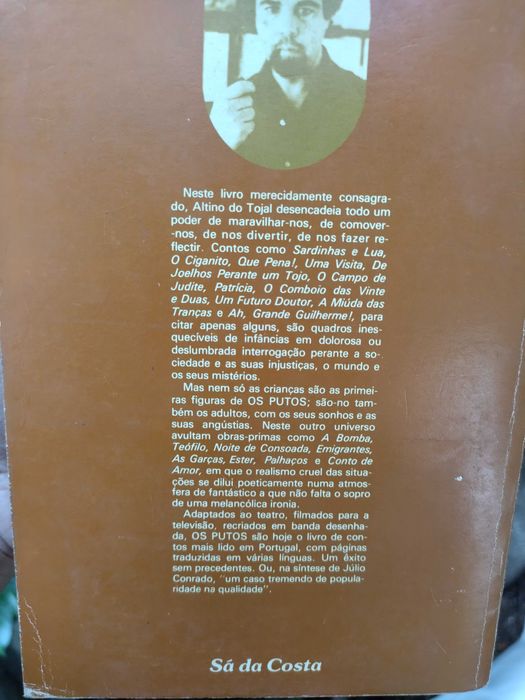 Neste livro merecidamente consagra-
do, Altino do Tojal desencadeia todo um
poder de maravilhar-nos, de comover-
-nos, de nos divertir, de nos fazer re-
flectir. Contos como Sardinhas e Lua,
O Ciganito, Que Pena!, Uma Visita, De
Joelhos Perante um Tojo, O Campo de
Judite, Patrícia, O Comboio das Vinte
e Duas, Um Futuro Doutor, A Miúda das
Tranças e Ah, Grande Guilherme!, para
citar apenas alguns, são quadros ines-
quecíveis de infâncias em dolorosa ou
deslumbrada interrogação perante a so-
ciedade e as suas injustiças, o mundo e
os seus mistérios.
Mas nem só as crianças são as primei-
ras figuras de OS PUTOS; são-no tam-
bém os adultos, com os seus sonhos e as
suas angústias. Neste outro universo
avultam obras-primas como A Bomba,
Teófilo, Noite de Consoada, Emigrantes,
As Garças, Ester, Palhaços e Conto de
Amor, em que o realismo cruel das situa-
ções se dilui poeticamente numa atmos-
fera de fantástico a que não falta o sopro
de uma melancólica ironia.
Adaptados ao teatro, filmados para a
televisão, recriados em banda desenha-
da, OS PUTOS são hoje o livro de con-
tos mais lido em Portugal, com páginas
traduzidas em várias línguas. Um êxito
sem precedentes. Ou, na síntese de Júlio
Conrado, "um caso tremendo de popula-
ridade na qualidade".
Sá da Costa